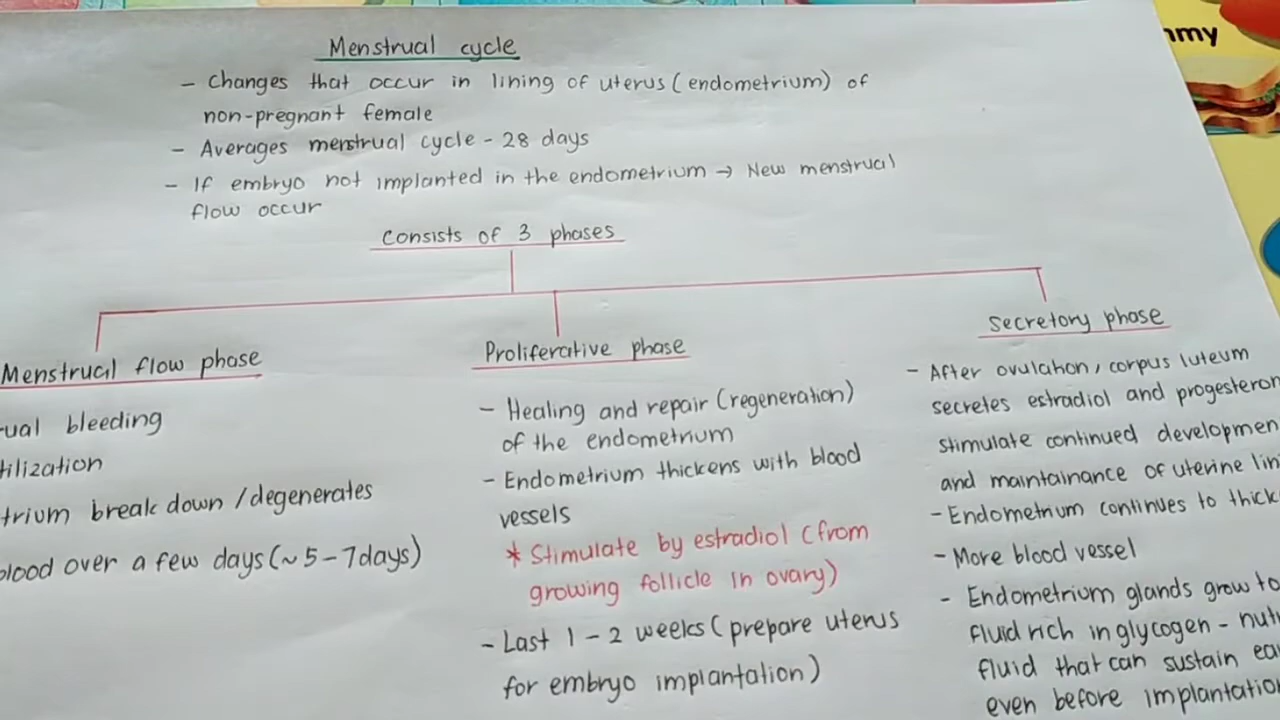 Menstrual cycle
- Changes that occur in lining of uterus (endometrium) of
non-pregnant female
- Averages menstrual cycle - 28 days
- If embryo not implanted in the endometrium → New menstrual
flow occur
Consists of 3 phases
Menstrual flow phase
ual bleeding
tilization
trium break down / degenerates
blood over a few days (~5-7days)
Proliferative phase
- Healing and repair (regeneration)
of the endometrium
- Endometrium thickens with blood
vessels
* Stimulate by estradiol (from
growing follicle in ovary)
- Last 1-2 weeks (prepare uterus
for embryo implantation)
Secretory phase
- After ovulation, corpus luteum
secretes estradiol and progesteron
stimulate continued developmen
and maintainance of uterine lin
- Endometrium continues to thick
- More blood vessel
- Endometrium glands grow to
fluid rich in glycogen - nut
fluid that can sustain ea
even before implantation
my